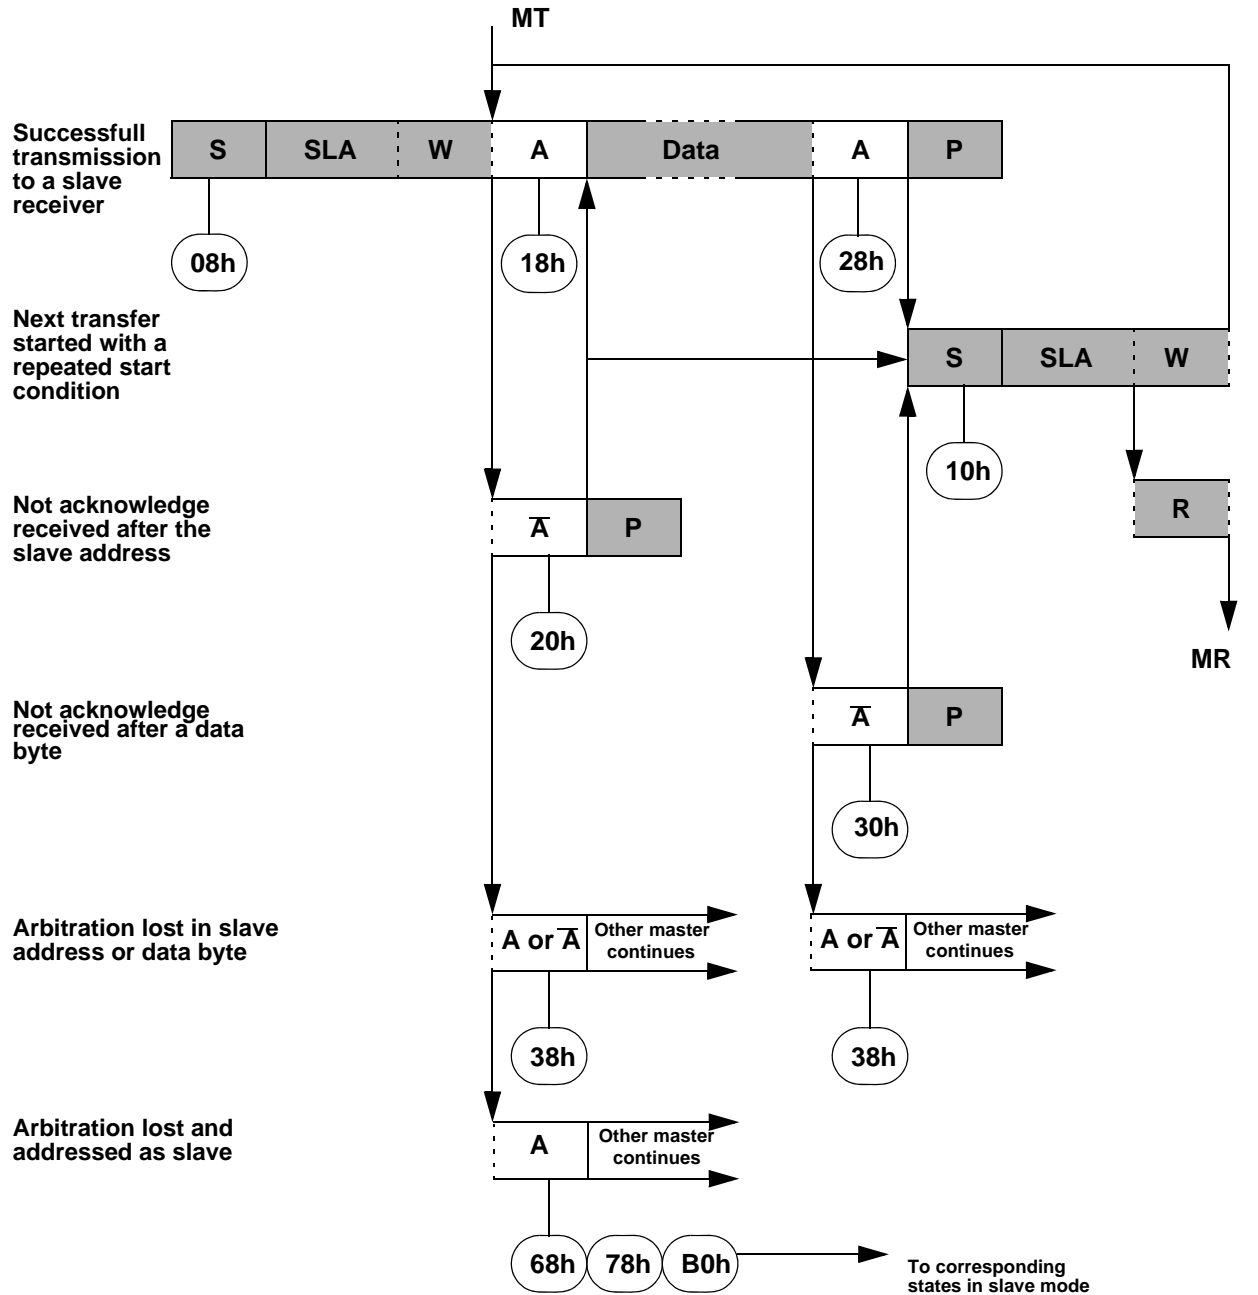 MT
Successfull
transmission
to a slave
receiver
S SLA W A Data A P
08h 18h 28h
Next transfer
started with a
repeated start
condition
S SLA W
10h
Not acknowledge
received after the
slave address
A̅ P
R
20h
MR
Not acknowledge
received after a data
byte
A̅ P
30h
Arbitration lost in slave
address or data byte
A or A̅
Other master
continues
A or A̅
Other master
continues
38h 38h
Arbitration lost and
addressed as slave
A
Other master
continues
68h 78h B0h
To corresponding
states in slave mode